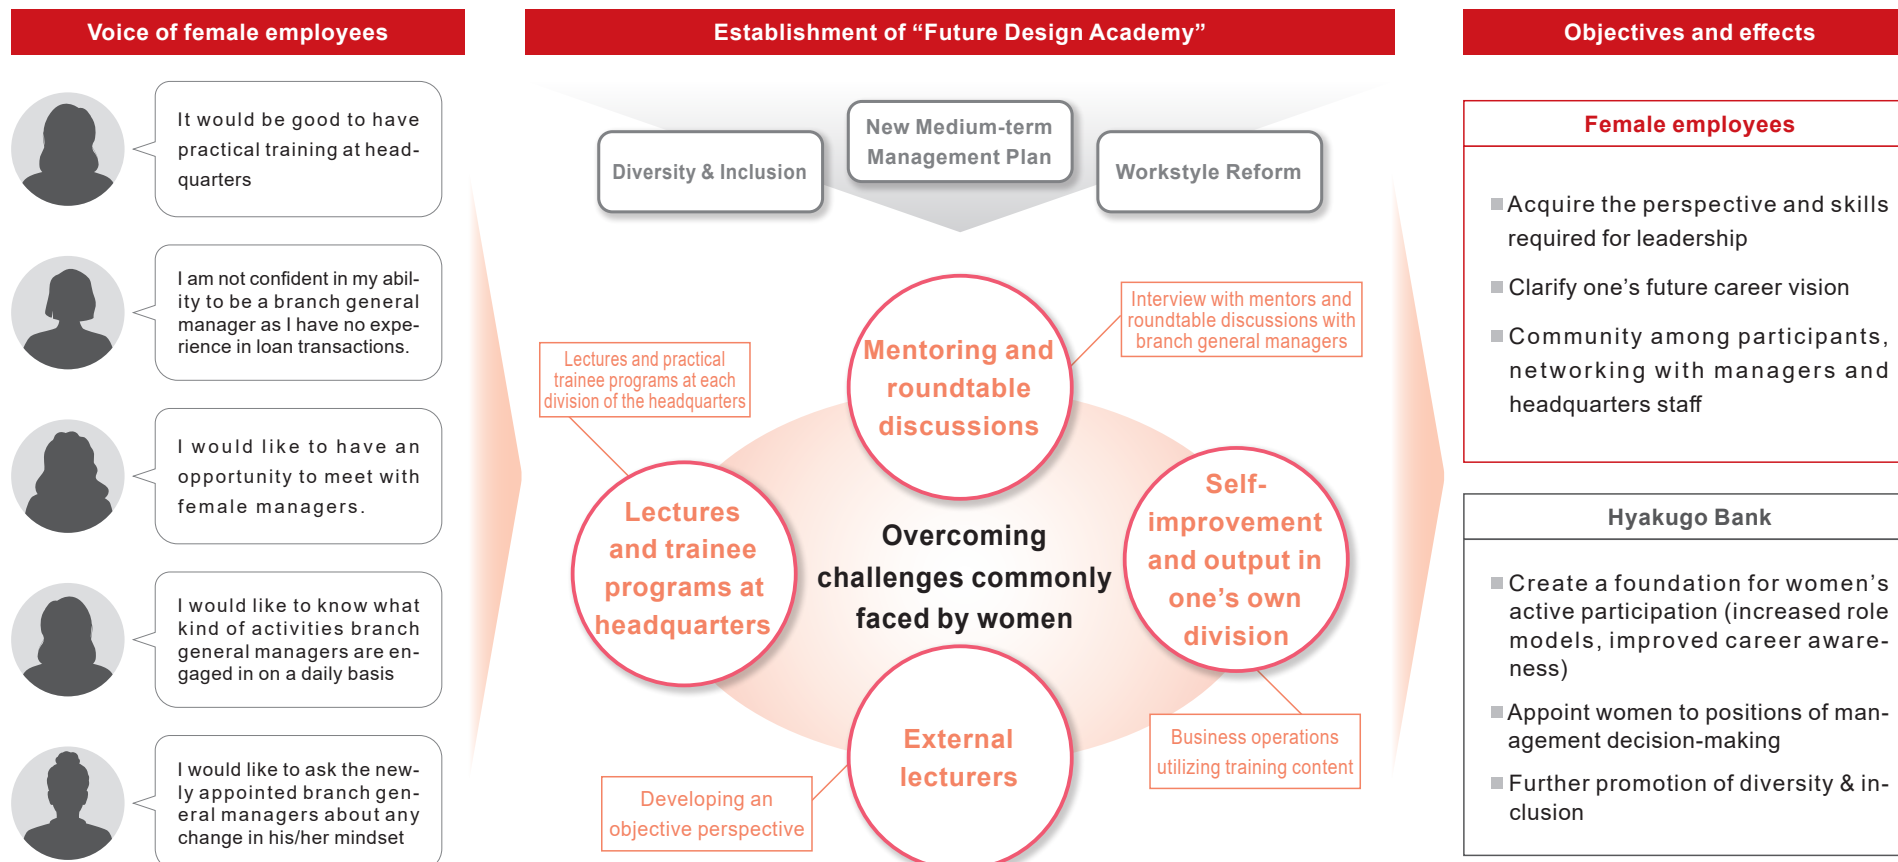 Voice of female employees
It would be good to have
practical training at head-
quarters
I am not confident in my abil-
ity to be a branch general
manager as I have no expe-
rience in loan transactions.
I would like to have an
opportunity to meet with
female managers.
I would like to know what
kind of activities branch
general managers are en-
gaged in on a daily basis
I would like to ask the new-
ly appointed branch gen-
eral managers about any
change in his/her mindset
Establishment of “Future Design Academy”
Diversity & Inclusion
New Medium-term
Management Plan
Workstyle Reform
Mentoring and
roundtable
discussions
Interview with mentors and
roundtable discussions with
branch general managers
Lectures and practical
trainee programs at each
division of the headquarters
Lectures
and trainee
programs at
headquarters
Overcoming
challenges commonly
faced by women
Self-
improvement
and output in
one’s own
division
Business operations
utilizing training content
External
lecturers
Developing an
objective perspective
Objectives and effects
Female employees
Acquire the perspective and skills
required for leadership
Clarify one’s future career vision
Community among participants,
networking with managers and
headquarters staff
Hyakugo Bank
Create a foundation for women’s
active participation (increased role
models, improved career aware-
ness)
Appoint women to positions of man-
agement decision-making
Further promotion of diversity & in-
clusion